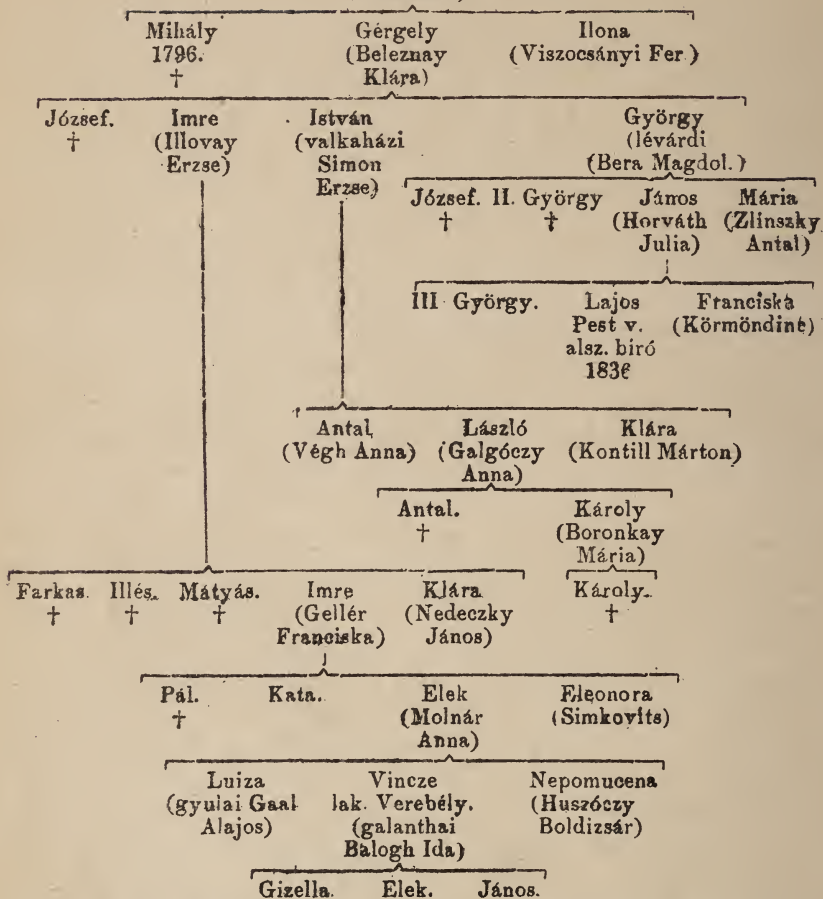 Mihály Gérgely Ilona
1796. (Beleznay (Viszocsányi Fer.)
† Klára)
József. Imre István György
† (Illovay (valkaházi (lévárdi
Erzse) Simon (Bera Magdol.)
Erzse)
József. II. György János Mária
† † (Horváth (Zlinszky
Julia) Antal)
III György. Lajos Franciska
Pest v. (Körmöndiné)
alsz. biró
1836
Antal, László Klára
(Végh Anna) (Galgóczy (Kontill Márton)
Anna)
Antal. Károly
† (Boronkay
Mária)
Farkas. Illés. Mátyás. Imre Klára Károly.
† † † (Gellér (Nedeczky †
Franciska) János)
Pál. Kata. Elek Eleonora
† (Molnár (Simkovits)
Anna)
Luiza Vincze Nepomucena
(gyulai Gaal lak. Verebély. (Huszóczy
Alajos) (galanthai Boldizsár)
Balogh Ida)
Gizella. Elek. János.